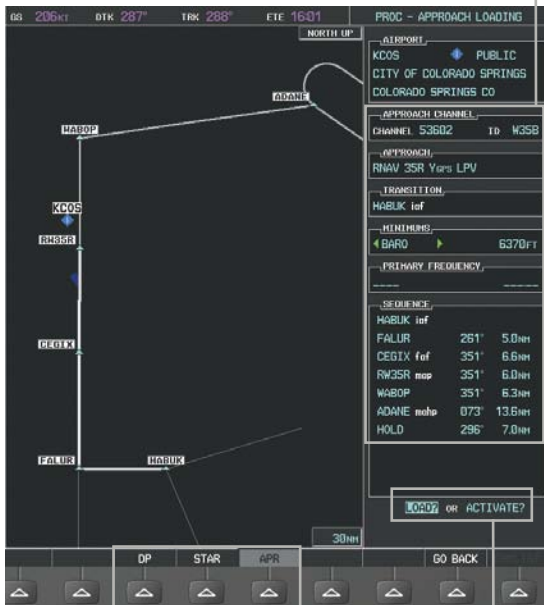 GS 206KT DTK 287° TRK 288° ETE 16:01 PROC - APPROACH LOADING
NORTH UP
AIRPORT
KCOS PUBLIC
CITY OF COLORADO SPRINGS
COLORADO SPRINGS CO
APPROACH CHANNEL
CHANNEL 53602 ID W35B
APPROACH
RNAV 35R YGPS LPV
TRANSITION
HABUK iaf
MINIMUMS
BARO 6370FT
PRIMARY FREQUENCY
____ _____
SEQUENCE
HABUK iaf
FALUR 261° 5.0NM
CEGIX faf 351° 6.6NM
RW35R map 351° 6.0NM
WABOP 351° 6.3NM
ADANE mahp 073° 13.6NM
HOLD 296° 7.0NM
LOAD? OR ACTIVATE?
ADANE
WABOP
KCOS
RW35R
CEGIX
FALUR
HABUK
30NM
DP STAR APR GO BACK